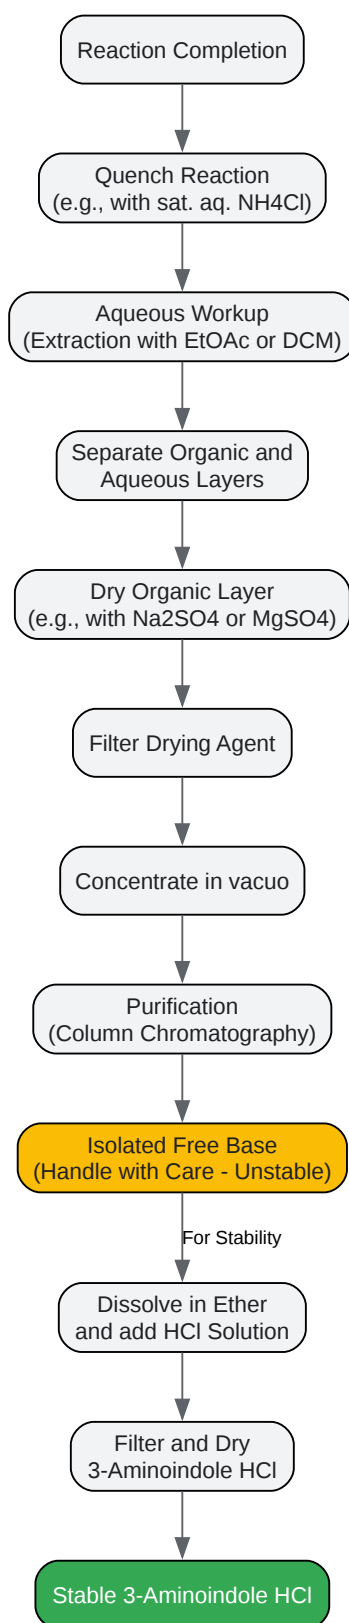 Reaction Completion
Quench Reaction
(e.g., with sat. aq. NH4Cl)
Aqueous Workup
(Extraction with EtOAc or DCM)
Separate Organic and
Aqueous Layers
Dry Organic Layer
(e.g., with Na2SO4 or MgSO4)
Filter Drying Agent
Concentrate in vacuo
Purification
(Column Chromatography)
Isolated Free Base
(Handle with Care - Unstable)
For Stability
Dissolve in Ether
and add HCl Solution
Filter and Dry
3-Aminoindole HCl
Stable 3-Aminoindole HCl